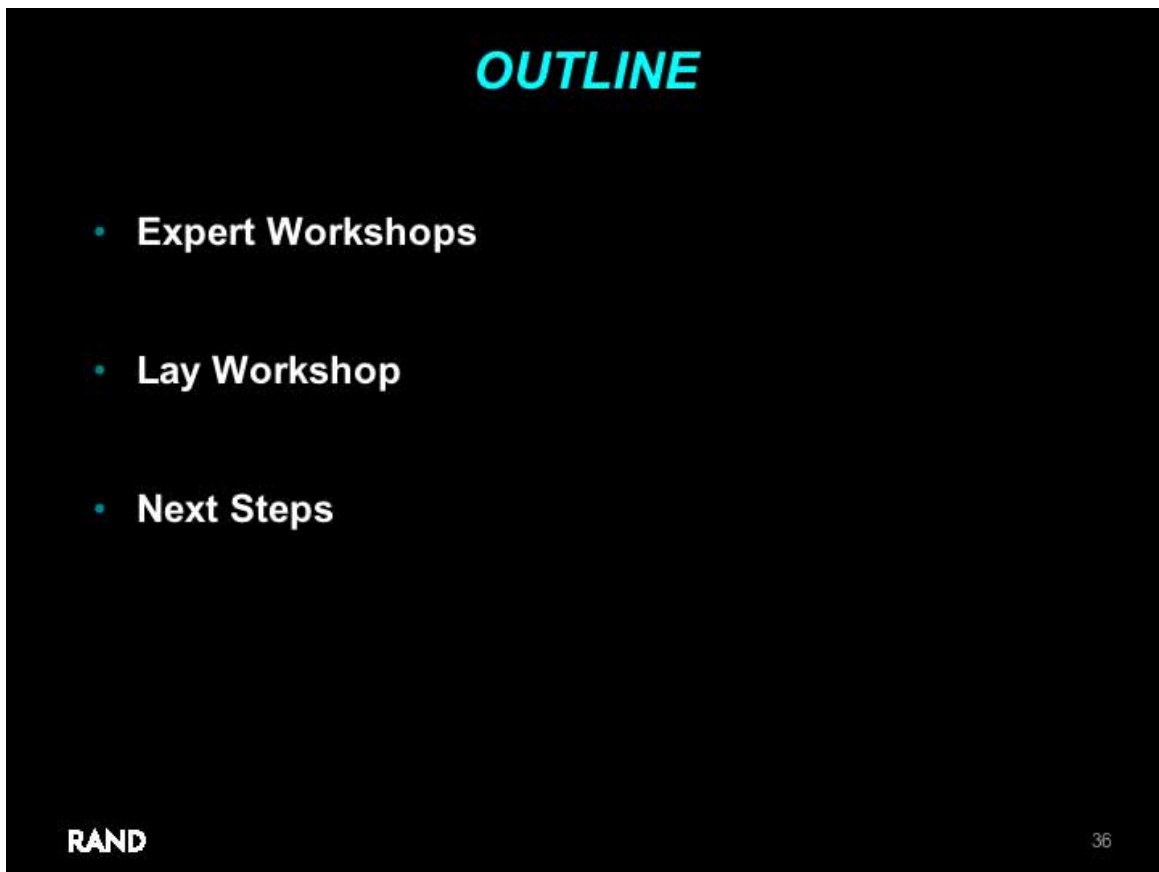 OUTLINE
• Expert Workshops
• Lay Workshop
• Next Steps
RAND
36